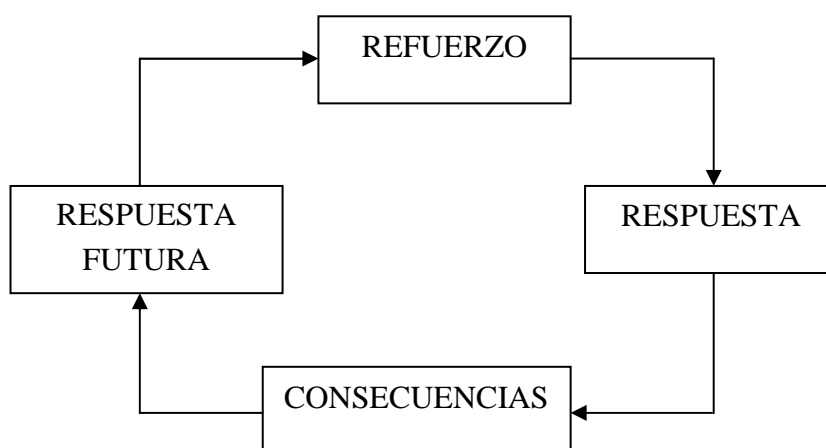 REFUERZO
RESPUESTA
FUTURA
RESPUESTA
CONSECUENCIAS